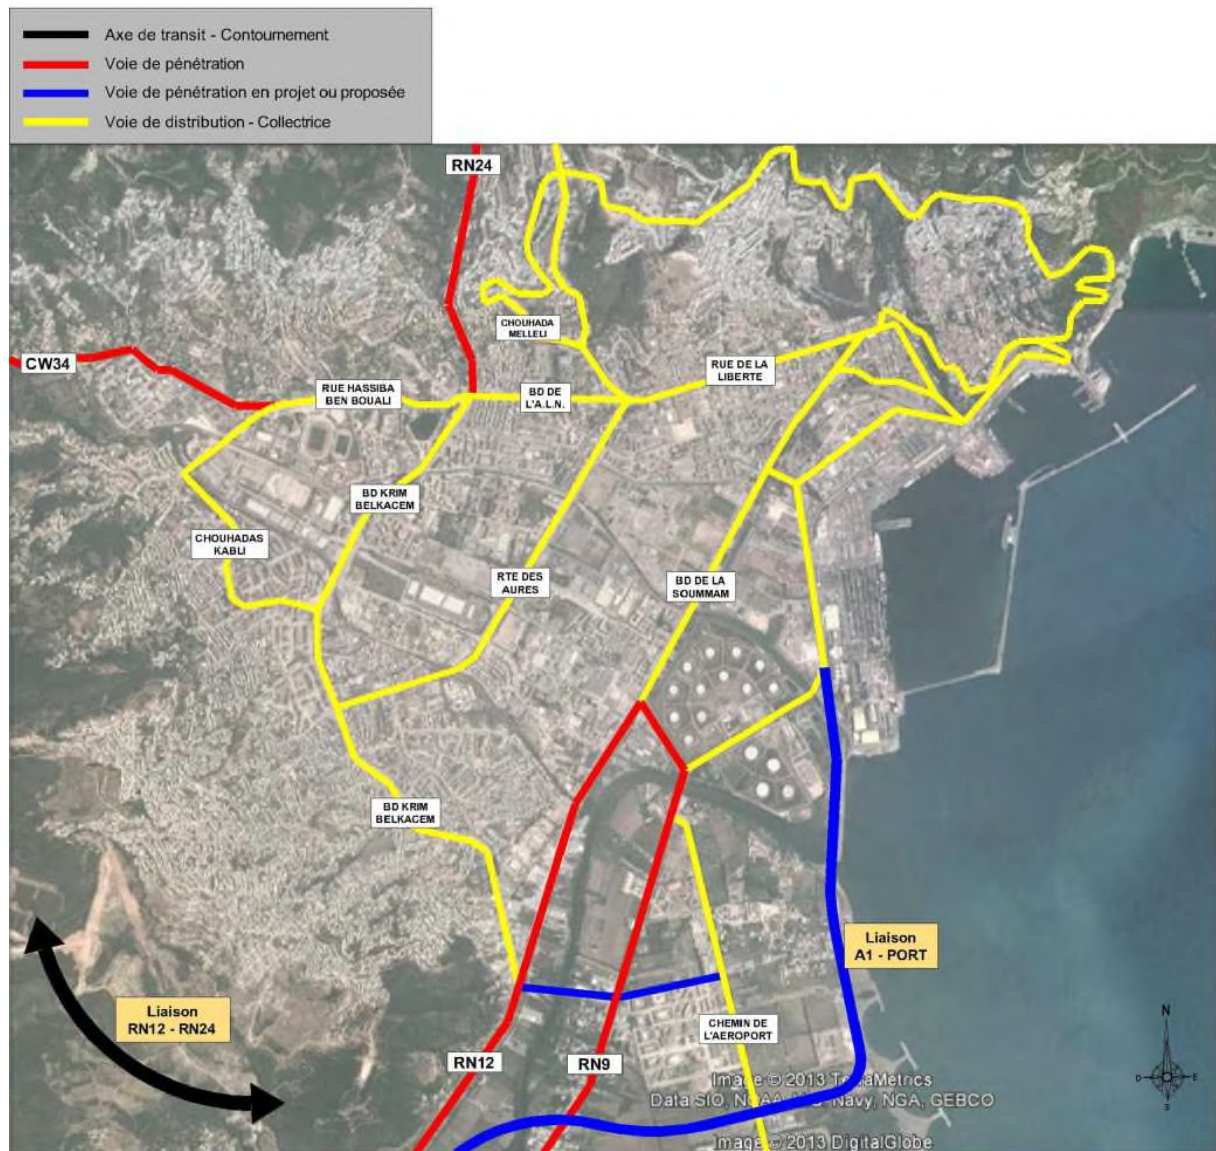 Axe de transit - Contournement
Voie de pénétration
Voie de pénétration en projet ou proposée
Voie de distribution - Collectrice
RN24
CHOUHADA
MELLELI
CW34
RUE DE LA
LIBERTE
RUE HASSIBA
BEN BOUALI
BD DE
L'A.L.N.
BD KRIM
BELKACEM
CHOUHADAS
KABLI
RTE DES
AURES
BD DE LA
SOUMMAM
BD KRIM
BELKACEM
Liaison
A1 - PORT
Liaison
RN12 - RN24
CHEMIN DE
L'AEROPORT
N
O
E
S
RN12
RN9
Image © 2013 TerraMetrics
Data SIO, NOAA, U.S. Navy, NGA, GEBCO
Image © 2013 DigitalGlobe